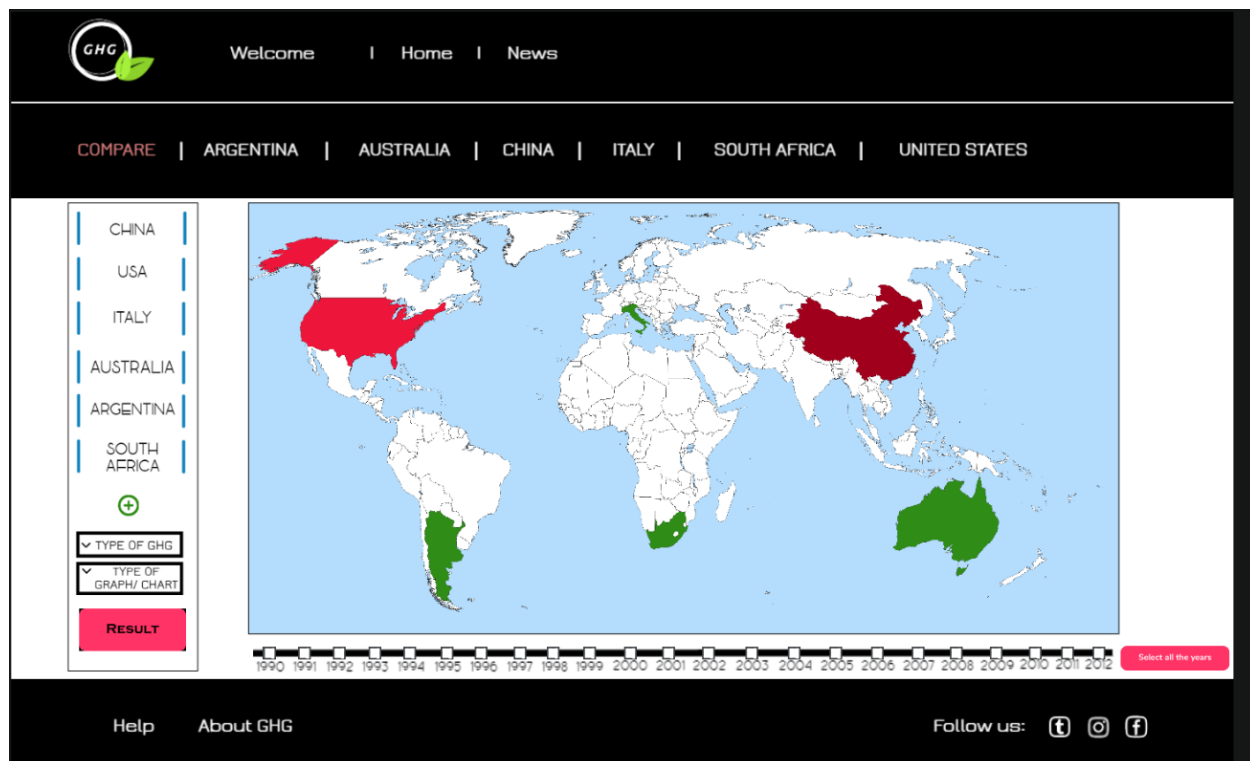 GHG
Welcome | Home | News
COMPARE | ARGENTINA | AUSTRALIA | CHINA | ITALY | SOUTH AFRICA | UNITED STATES
CHINA
USA
ITALY
AUSTRALIA
ARGENTINA
SOUTH
AFRICA
TYPE OF GHG
TYPE OF
GRAPH/ CHART
RESULT
1990 1991 1992 1993 1994 1995 1996 1997 1998 1999 2000 2001 2002 2003 2004 2005 2006 2007 2008 2009 2010 2011 2012
Select all the years
Help About GHG Follow us: